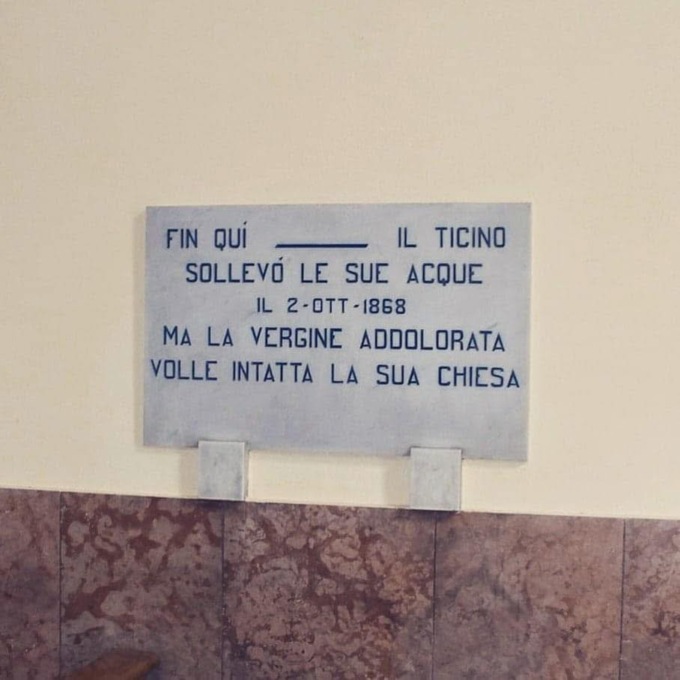 FIN QUÍ ______ IL TICINO
SOLLEVÓ LE SUE ACQUE
IL 2-OTT-1868
MA LA VERGINE ADDOLORATA
VOLLE INTATTA LA SUA CHIESA